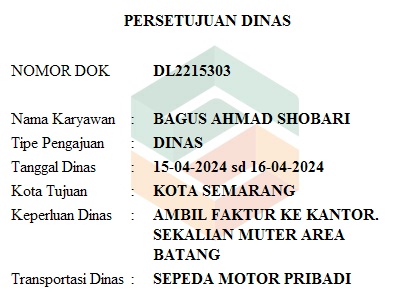 PERSETUJUAN DINAS
NOMOR DOK DL2215303
Nama Karyawan : BAGUS AHMAD SHOBARI
Tipe Pengajuan : DINAS
Tanggal Dinas : 15-04-2024 sd 16-04-2024
Kota Tujuan : KOTA SEMARANG
Keperluan Dinas : AMBIL FAKTUR KE KANTOR.
SEKALIAN MUTER AREA
BATANG
Transportasi Dinas : SEPEDA MOTOR PRIBADI